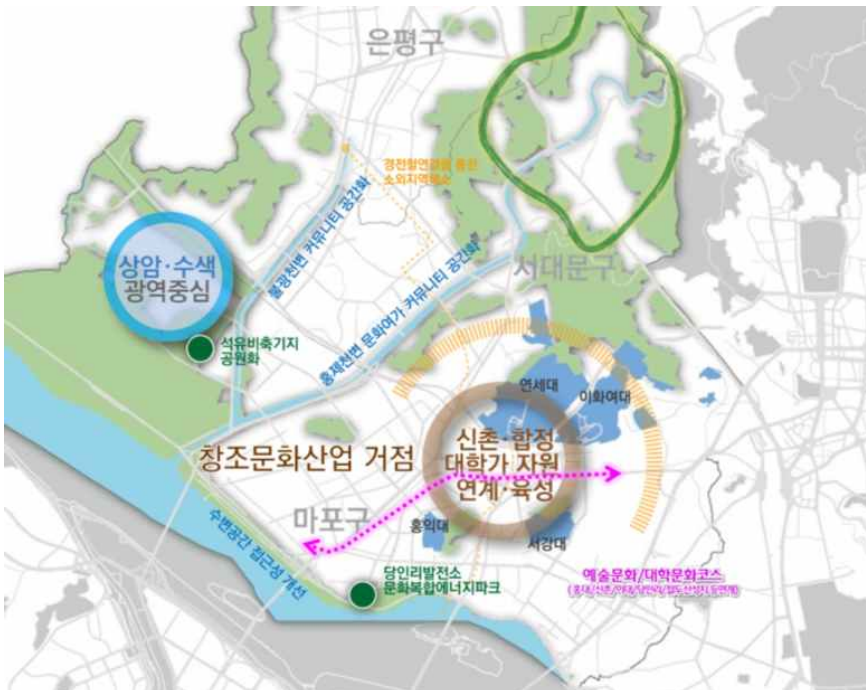 은평구
경전철연결을 통한
소외지역해소
불광천변 커뮤니티 공간화
상암·수색
광역중심
홍제천변 문화여가 커뮤니티 공간화
서대문구
석유비축기지
공원화
연세대
이화여대
창조문화산업 거점
신촌·합정
대학가 자원
연계·육성
마포구
홍익대
서강대
수변공간 접근성 개선
당인리발전소
문화복합에너지파크
예술문화/대학문화코스